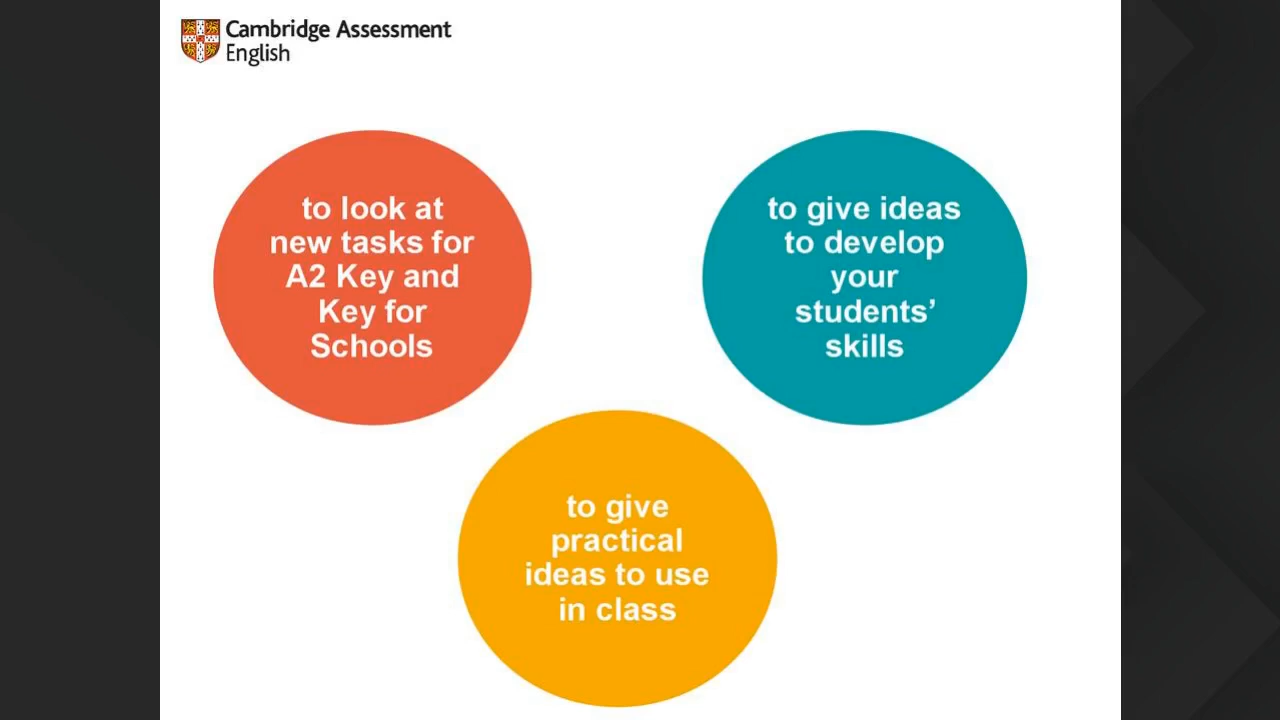 Cambridge Assessment
English
to look at
new tasks for
A2 Key and
Key for
Schools
to give ideas
to develop
your
students’
skills
to give
practical
ideas to use
in class